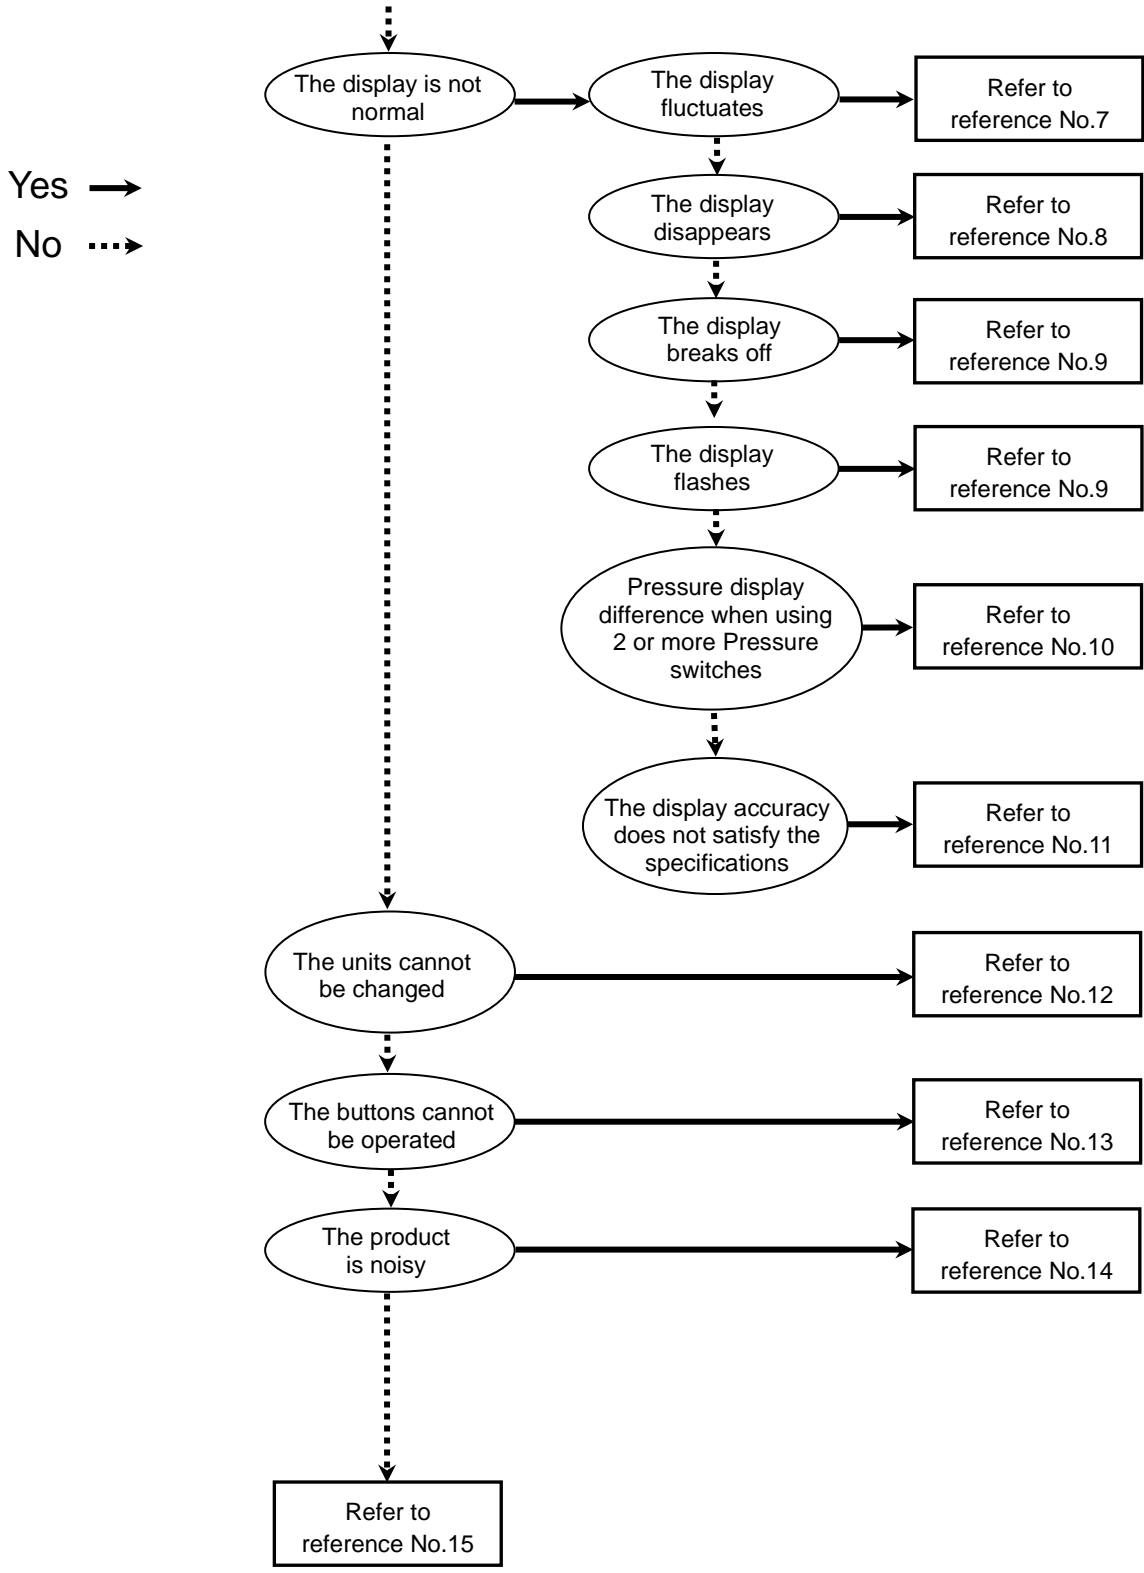 The display is not
normal
The display
fluctuates
Refer to
reference No.7
Yes
No
The display
disappears
Refer to
reference No.8
The display
breaks off
Refer to
reference No.9
The display
flashes
Refer to
reference No.9
Pressure display
difference when using
2 or more Pressure
switches
Refer to
reference No.10
The display accuracy
does not satisfy the
specifications
Refer to
reference No.11
The units cannot
be changed
Refer to
reference No.12
The buttons cannot
be operated
Refer to
reference No.13
The product
is noisy
Refer to
reference No.14
Refer to
reference No.15